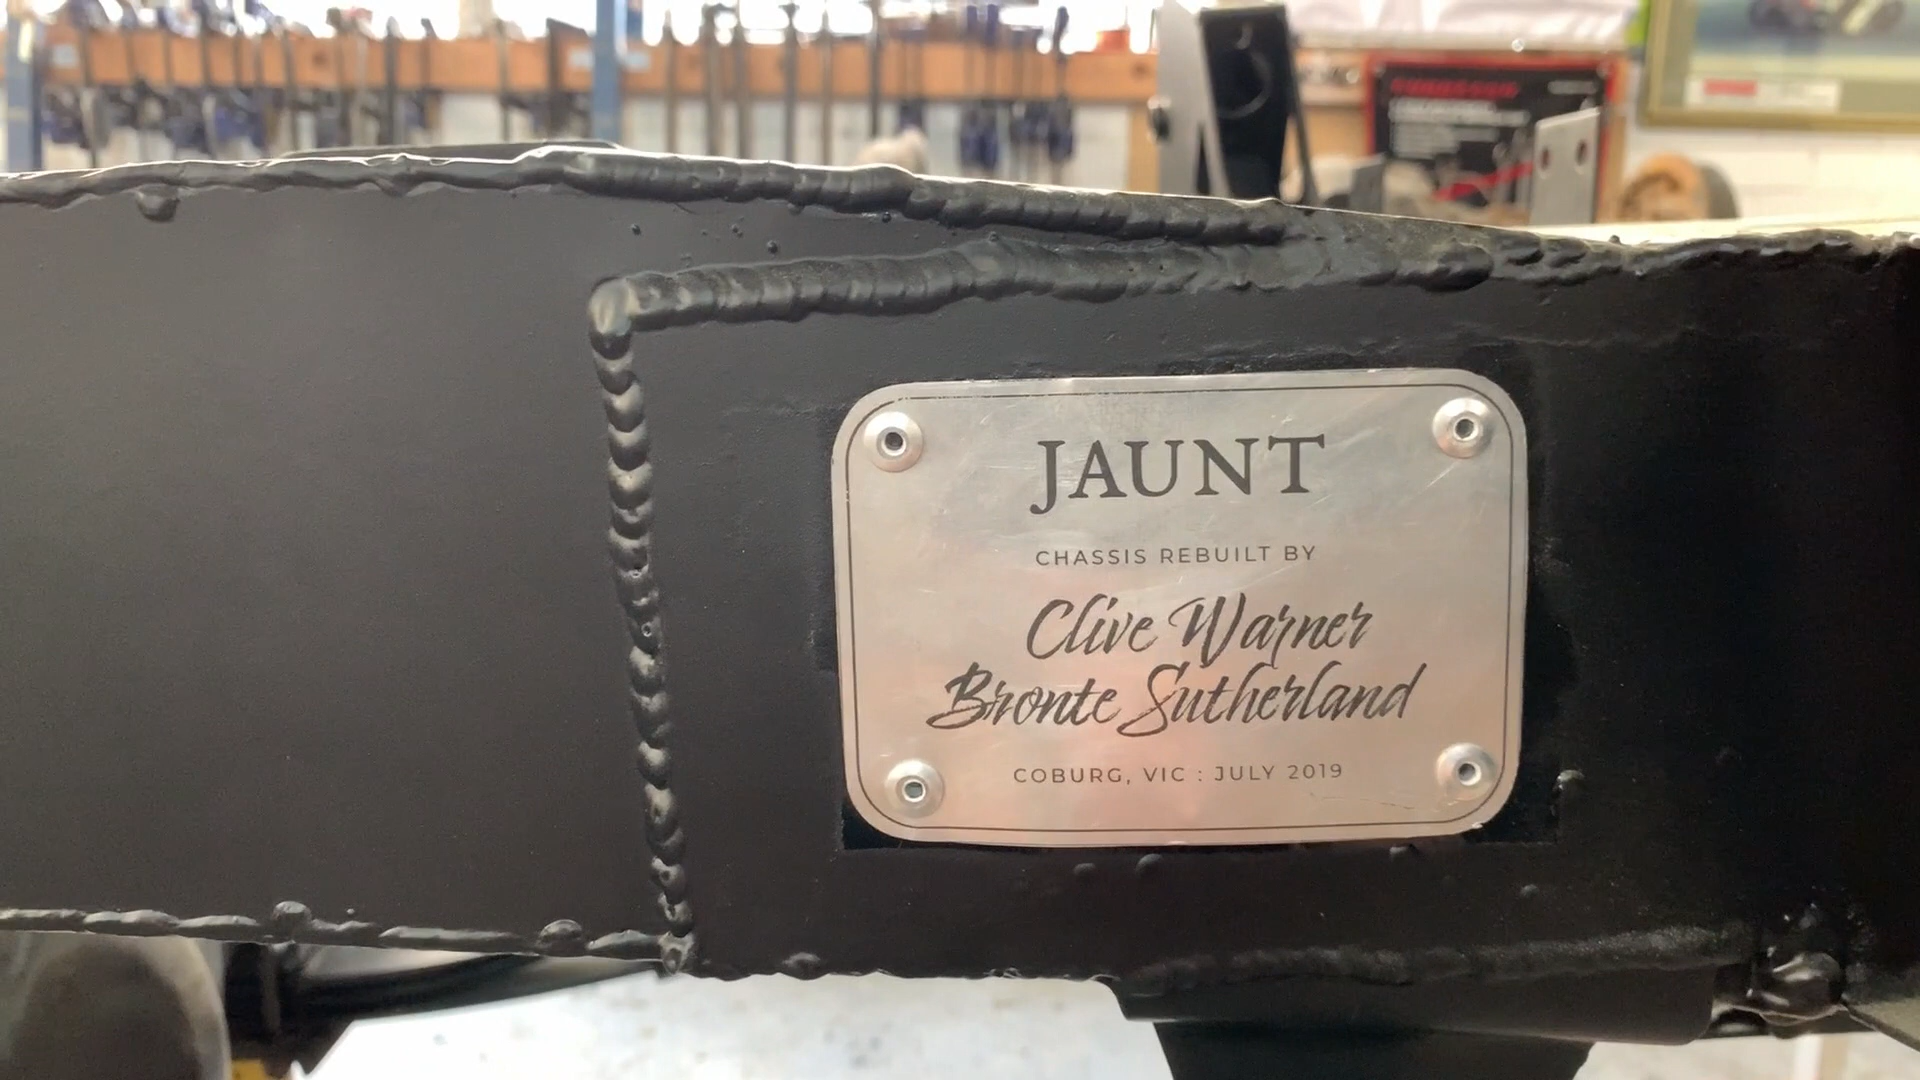 JAUNT
CHASSIS REBUILT BY
Clive Warner
Bronte Sutherland
COBURG, VIC : JULY 2019